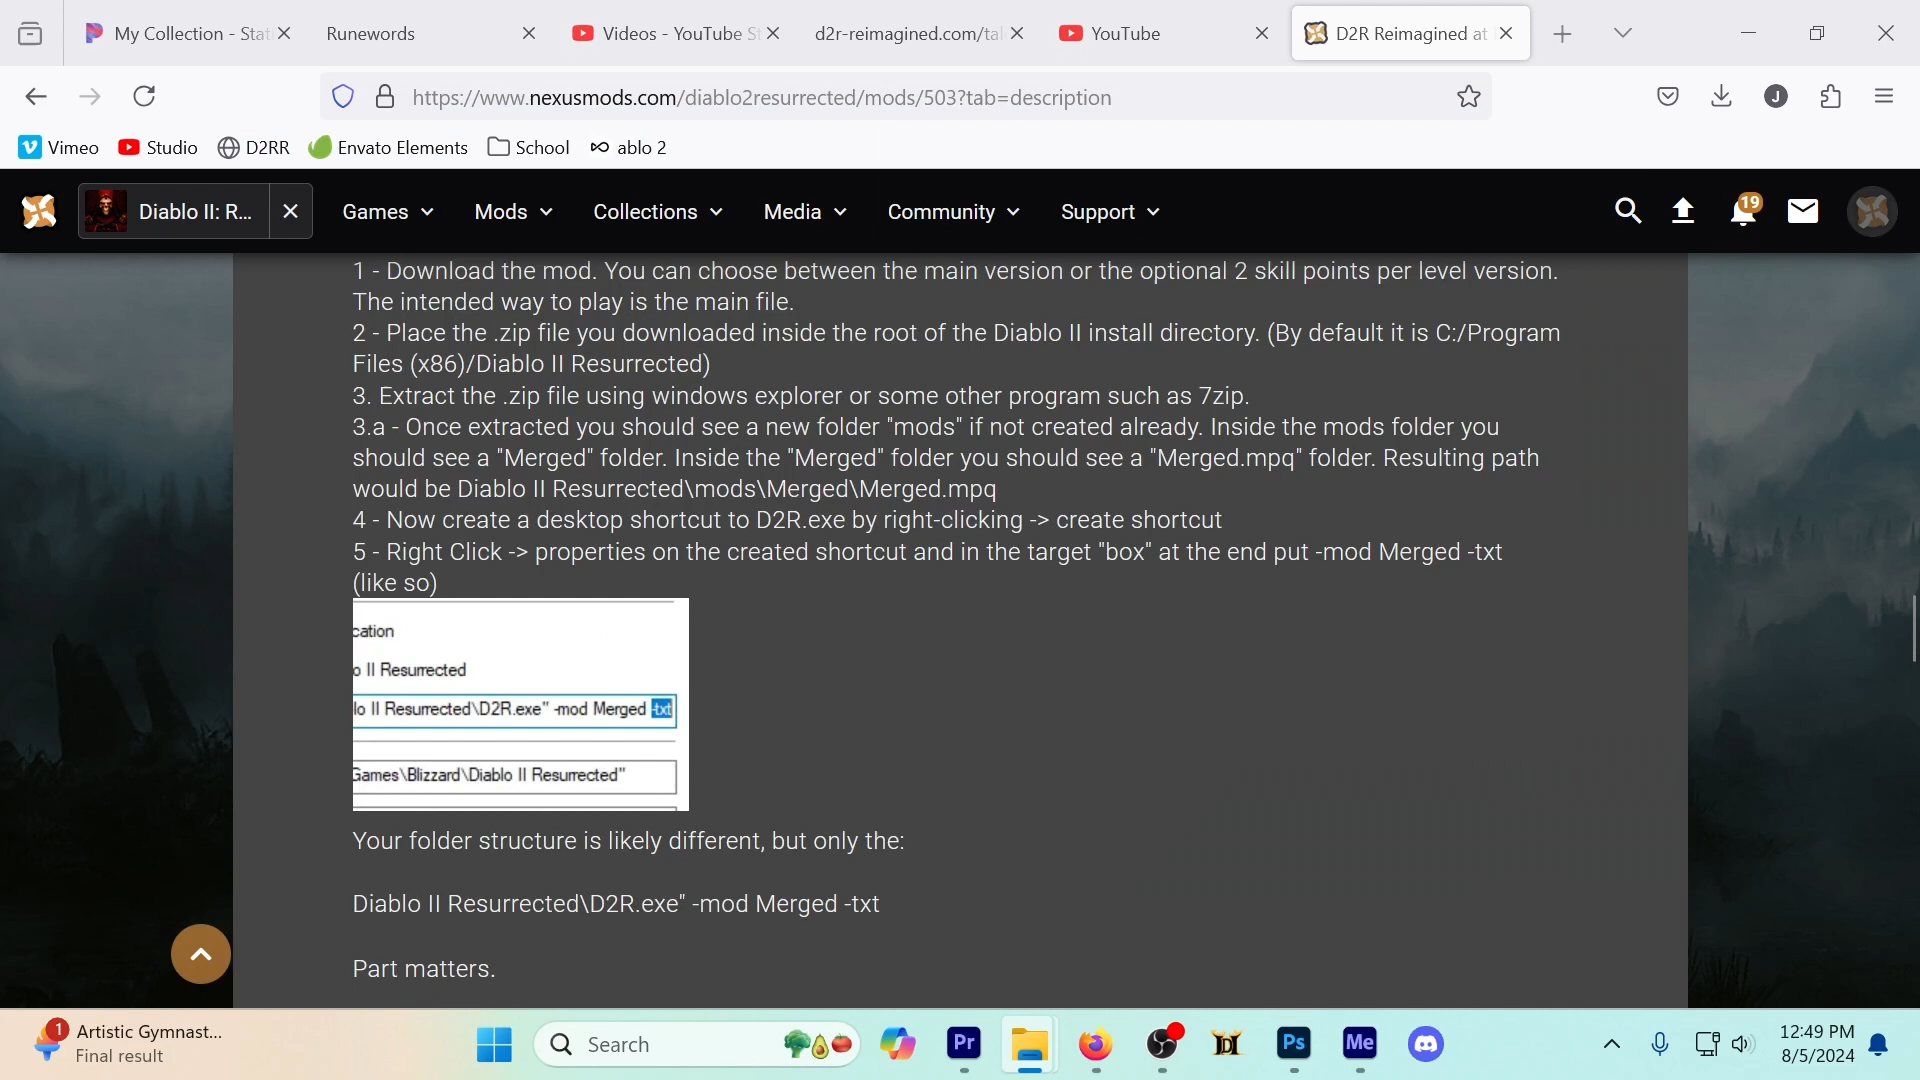 My Collection - Stati
Runewords
Videos - YouTube St
d2r-reimagined.com/tal
YouTube
D2R Reimagined at
https://www.nexusmods.com/diablo2resurrected/mods/503?tab=description
J
Vimeo
Studio
D2RR
Envato Elements
School
ablo 2
Diablo II: R...
Games
Mods
Collections
Media
Community
Support
19
1 - Download the mod. You can choose between the main version or the optional 2 skill points per level version.
The intended way to play is the main file.
2 - Place the .zip file you downloaded inside the root of the Diablo II install directory. (By default it is C:/Program
Files (x86)/Diablo II Resurrected)
3. Extract the .zip file using windows explorer or some other program such as 7zip.
3.a - Once extracted you should see a new folder "mods" if not created already. Inside the mods folder you
should see a "Merged" folder. Inside the "Merged" folder you should see a "Merged.mpq" folder. Resulting path
would be Diablo II Resurrected\mods\Merged\Merged.mpq
4 - Now create a desktop shortcut to D2R.exe by right-clicking -> create shortcut
5 - Right Click -> properties on the created shortcut and in the target "box" at the end put -mod Merged -txt
(like so)
cation
o II Resurrected
lo II Resurrected\D2R.exe" -mod Merged -txt
Games\Blizzard\Diablo II Resurrected"
Your folder structure is likely different, but only the:
Diablo II Resurrected\D2R.exe" -mod Merged -txt
Part matters.
1
Artistic Gymnast...
Final result
Search
Pr
Ps
Me
12:49 PM
8/5/2024